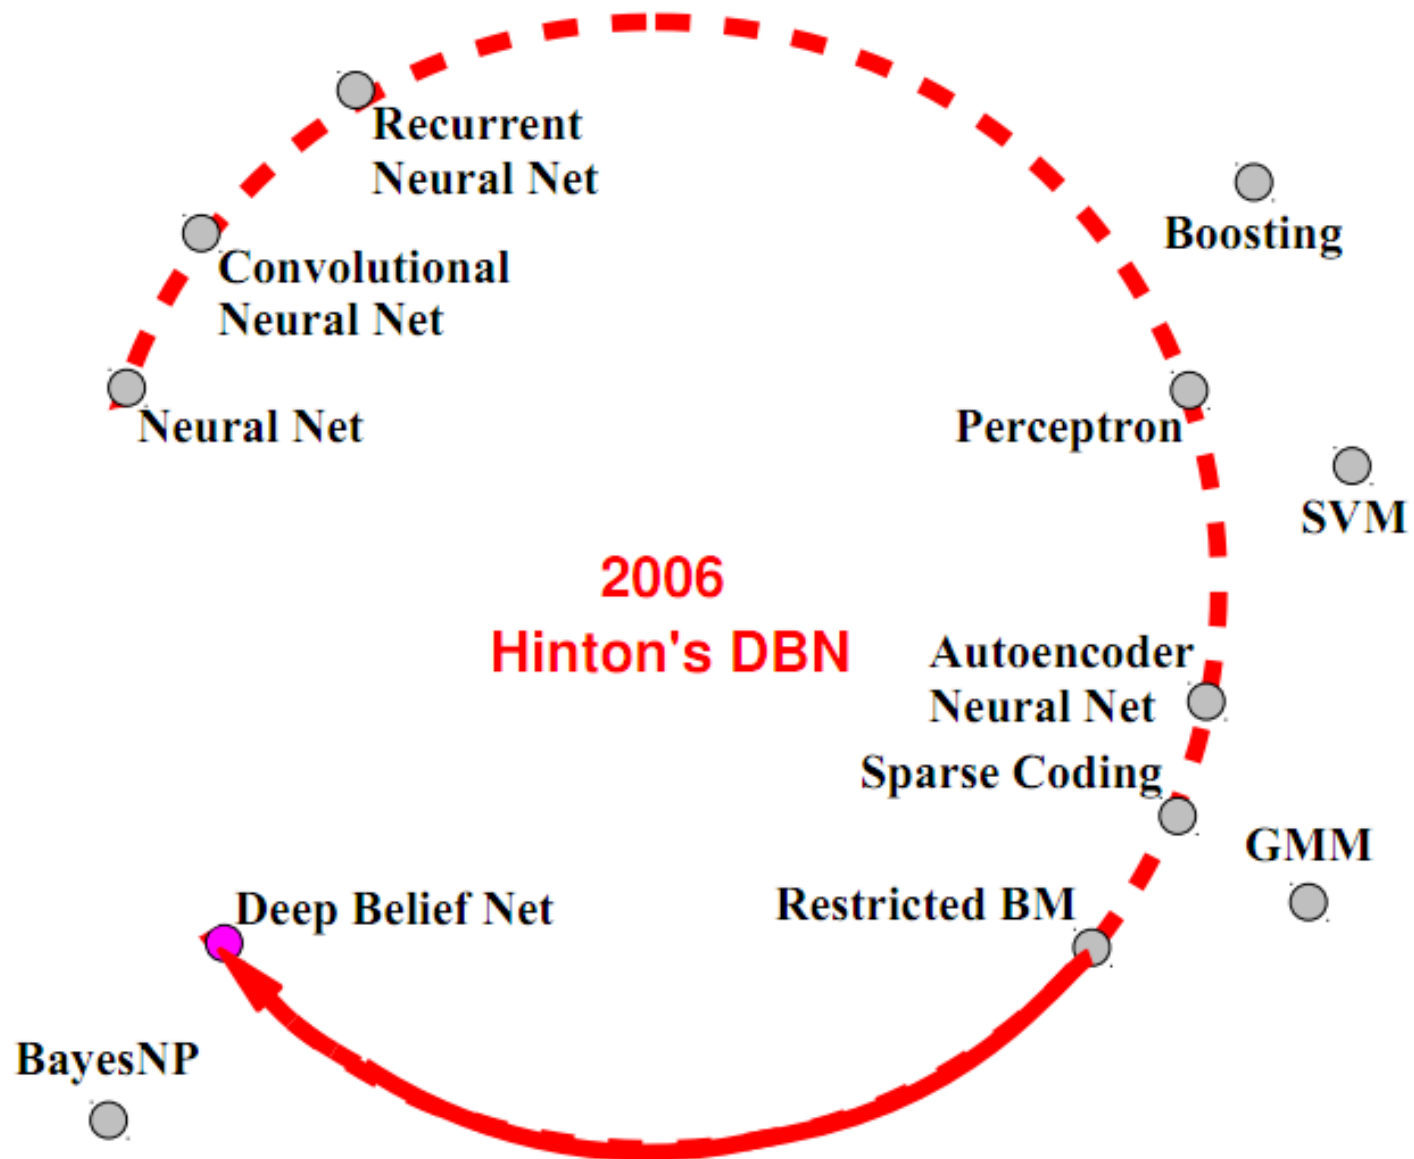 Recurrent
Neural Net
Boosting
Convolutional
Neural Net
Neural Net
Perceptron
SVM
2006
Hinton's DBN
Autoencoder
Neural Net
Sparse Coding
GMM
Deep Belief Net
Restricted BM
BayesNP